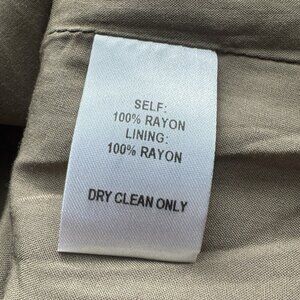 SELF:
100% RAYON
LINING:
100% RAYON
DRY CLEAN ONLY